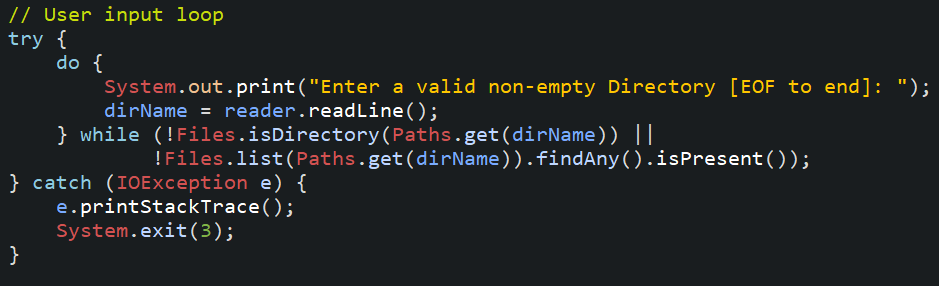 // User input loop
try {
    do {
        System.out.print("Enter a valid non-empty Directory [EOF to end]: ");
        dirName = reader.readLine();
    } while (!Files.isDirectory(Paths.get(dirName)) ||
            !Files.list(Paths.get(dirName)).findAny().isPresent());
} catch (IOException e) {
    e.printStackTrace();
    System.exit(3);
}